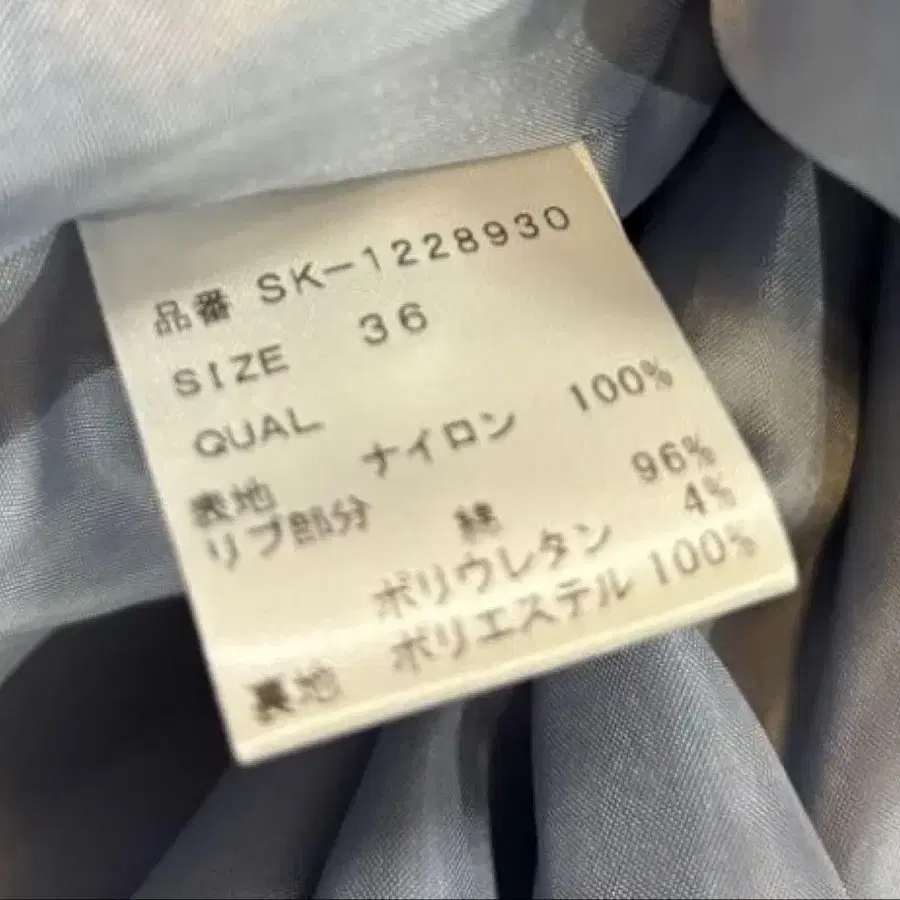 品番 SK-1228930
SIZE 36
QUAL
表地 ナイロン 100%
リブ部分 綿 96%
ポリウレタン 4%
裏地 ポリエステル 100%